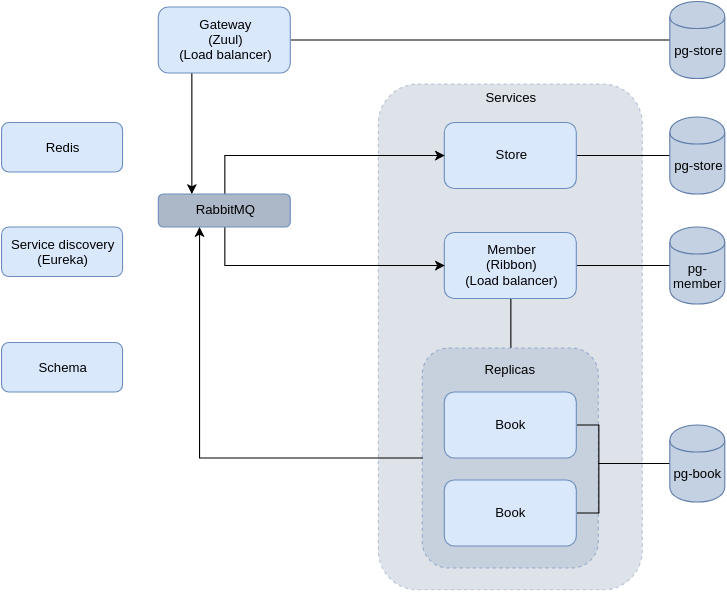 Gateway
(Zuul)
(Load balancer)
pg-store
Services
Redis
Store
pg-store
RabbitMQ
Service discovery
(Eureka)
Member
(Ribbon)
(Load balancer)
pg-
member
Schema
Replicas
Book
pg-book
Book